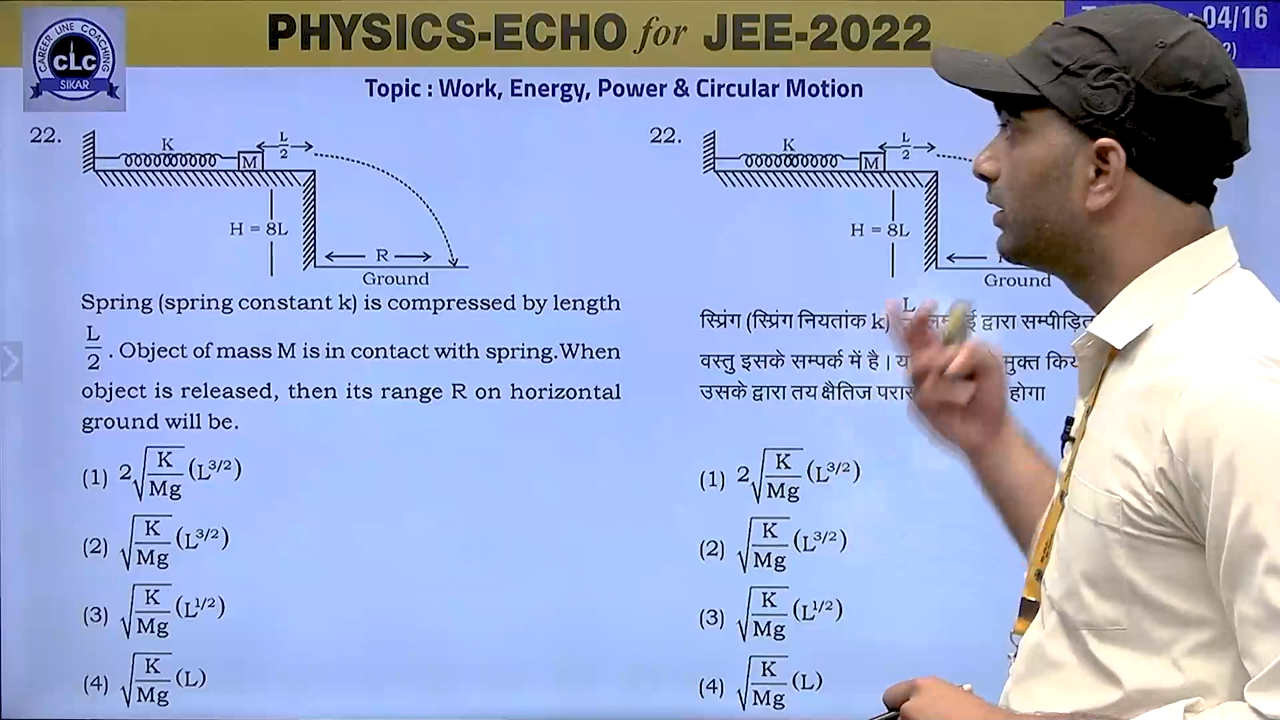 PHYSICS-ECHO for JEE-2022
04/16
2)
CAREER LINE COACHING
CLC
SIKAR
Topic : Work, Energy, Power & Circular Motion
22.
K
M
L/2
H = 8L
R
Ground
Spring (spring constant k) is compressed by length
L/2 . Object of mass M is in contact with spring.When
object is released, then its range R on horizontal
ground will be.
(1) 2√(K/Mg) (L^3/2)
(2) √(K/Mg) (L^3/2)
(3) √(K/Mg) (L^1/2)
(4) √(K/Mg) (L)
22.
K
M
L/2
H = 8L
Ground
स्प्रिंग (स्प्रिंग नियतांक k) L द्वारा सम्पीड़ित
वस्तु इसके सम्पर्क में है।
उसके द्वारा तय क्षैतिज होगा
(1) 2√(K/Mg) (L^3/2)
(2) √(K/Mg) (L^3/2)
(3) √(K/Mg) (L^1/2)
(4) √(K/Mg) (L)